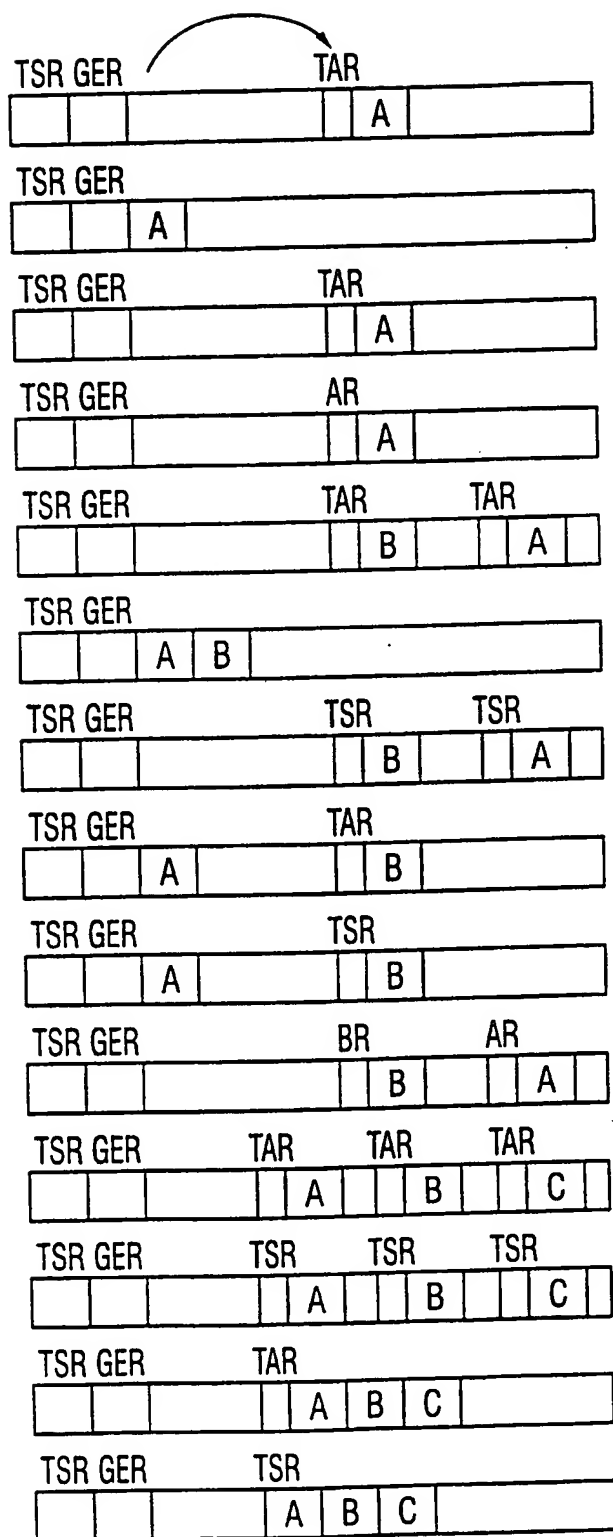 TSR GER TAR
A
TSR GER
A
TSR GER TAR
A
TSR GER AR
A
TSR GER TAR TAR
B A
TSR GER
A B
TSR GER TSR TSR
B A
TSR GER TAR
A B
TSR GER TSR
A B
TSR GER BR AR
B A
TSR GER TAR TAR TAR
A B C
TSR GER TSR TSR TSR
A B C
TSR GER TAR
A B C
TSR GER TSR
A B C